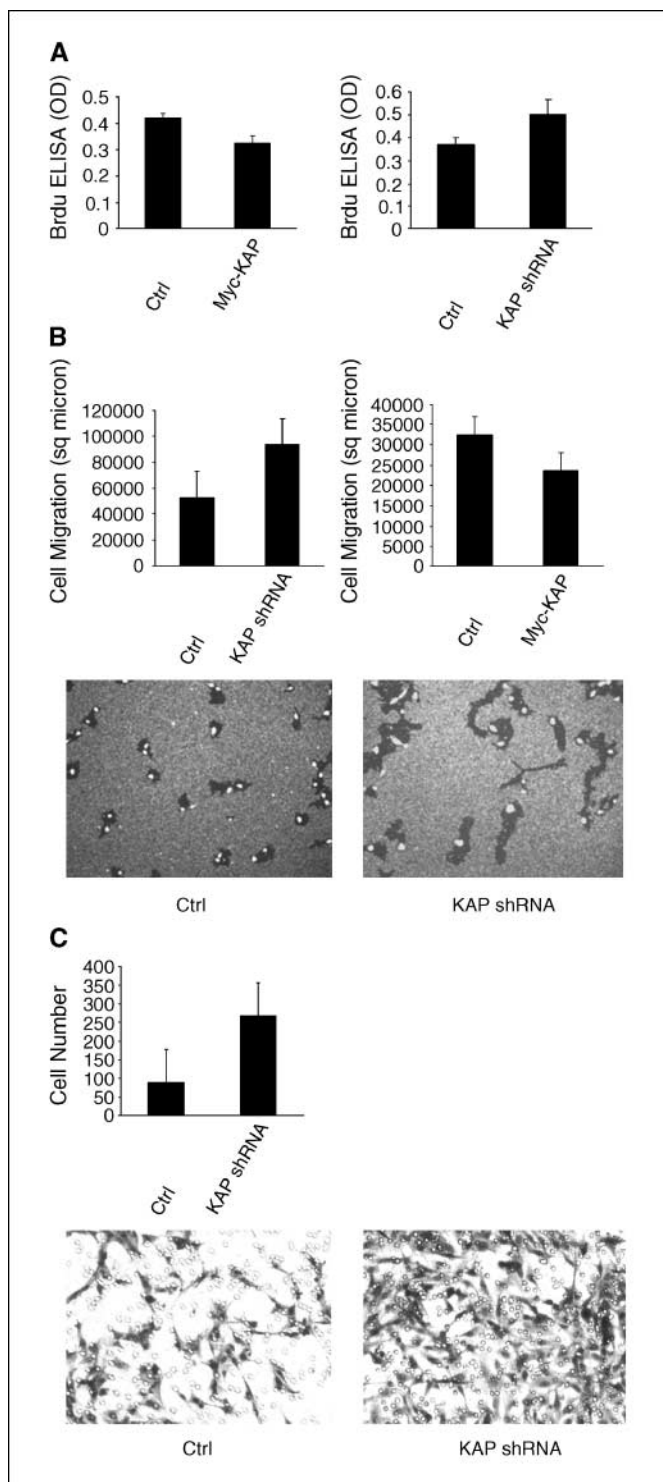 A
Brdu ELISA (OD)
0.5
0.4
0.3
0.2
0.1
0
Ctrl
Myc-KAP
Brdu ELISA (OD)
0.6
0.5
0.4
0.3
0.2
0.1
0
Ctrl
KAP shRNA
B
Cell Migration (sq micron)
120000
100000
80000
60000
40000
20000
0
Ctrl
KAP shRNA
Cell Migration (sq micron)
40000
35000
30000
25000
20000
15000
10000
5000
0
Ctrl
Myc-KAP
Ctrl
KAP shRNA
C
Cell Number
400
350
300
250
200
150
100
50
0
Ctrl
KAP shRNA
Ctrl
KAP shRNA